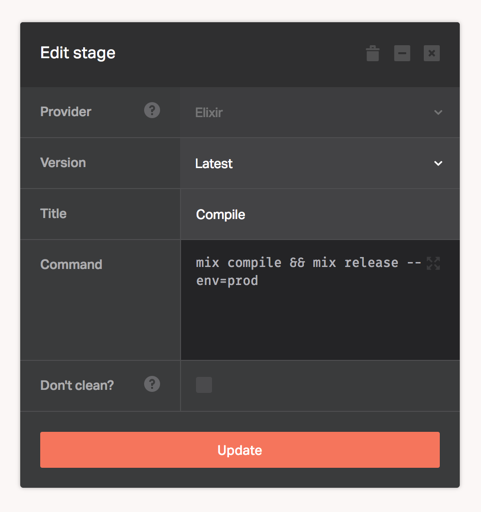 Edit stage
Provider ?
Elixir
Version
Latest
Title
Compile
Command
mix compile && mix release --
env=prod
Don't clean? ?
Update